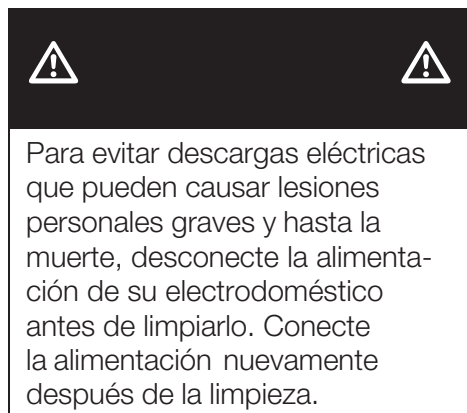 Para evitar descargas eléctricas
que pueden causar lesiones
personales graves y hasta la
muerte, desconecte la alimenta-
ción de su electrodoméstico
antes de limpiarlo. Conecte
la alimentación nuevamente
después de la limpieza.